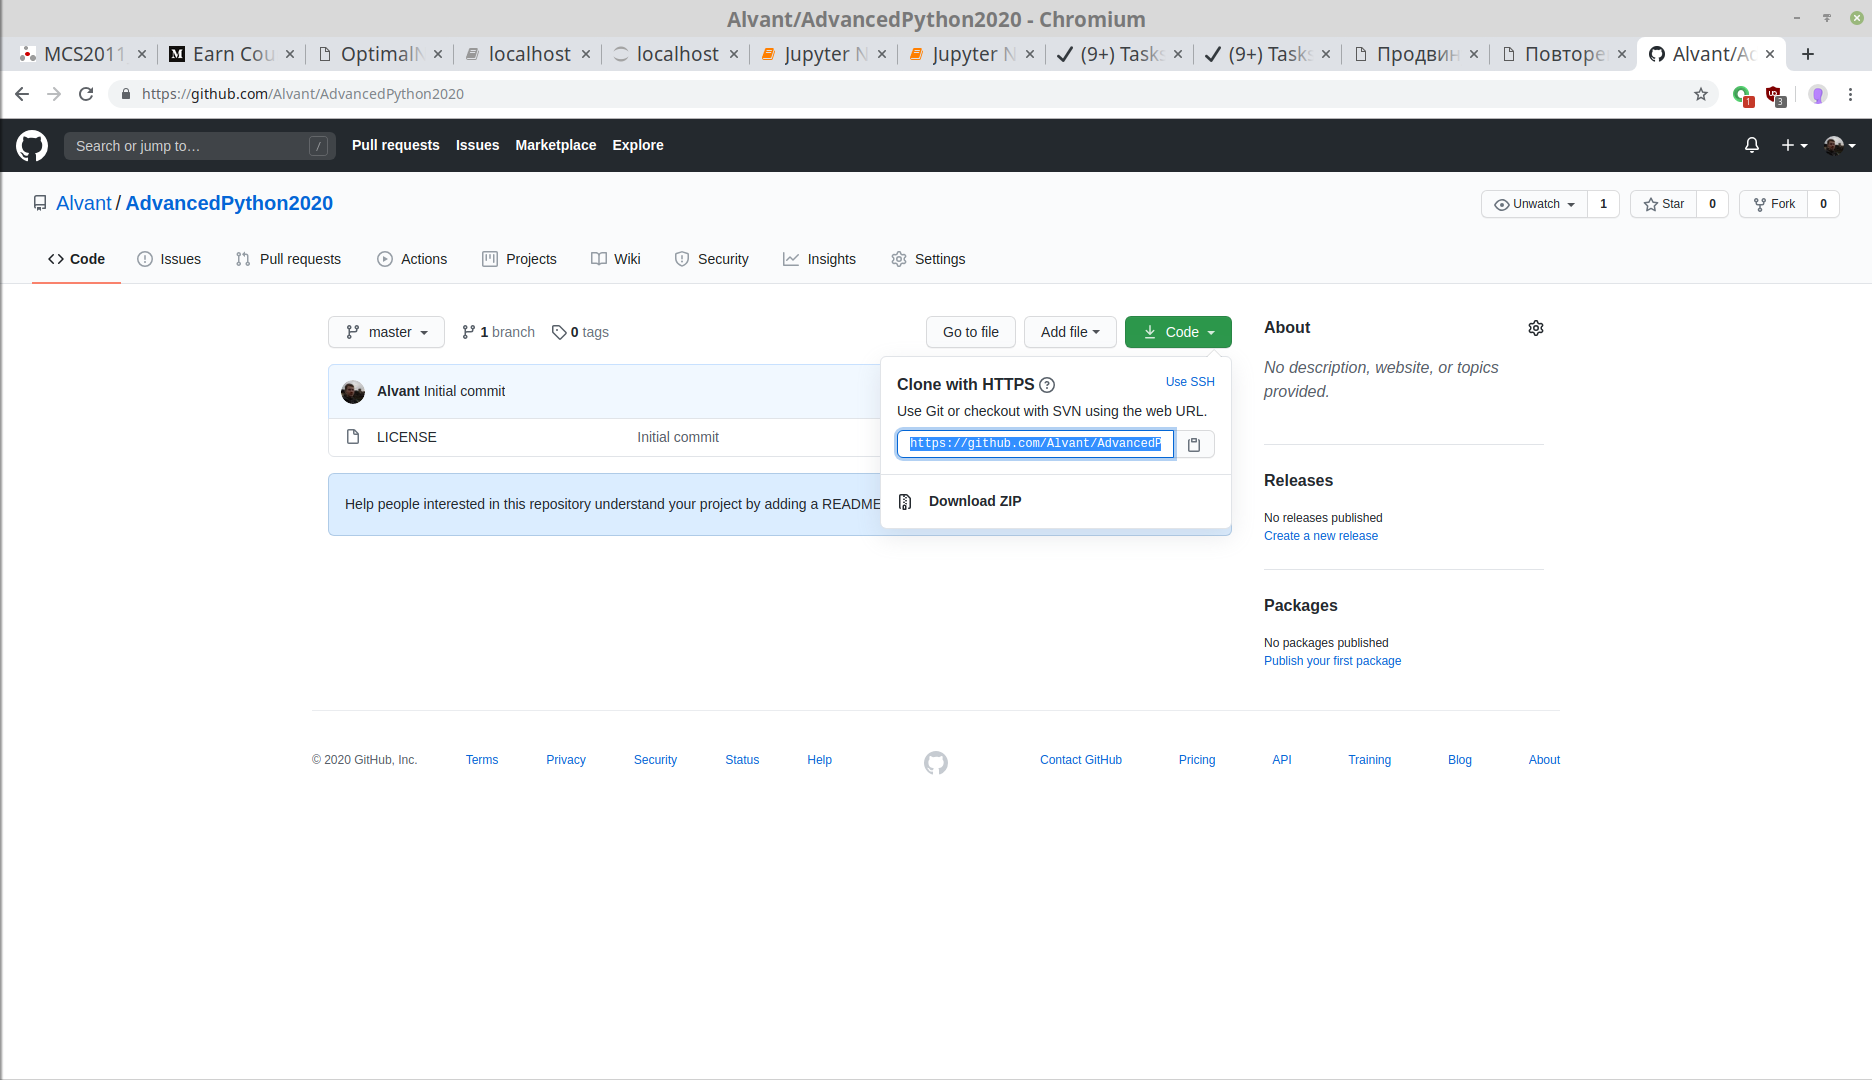 Alvant/AdvancedPython2020 - Chromium
MCS2011
Earn Cou
Optimal
localhost
localhost
Jupyter N
Jupyter N
(9+) Tasks
(9+) Tasks
Продвин
Повторе
Alvant/Ad
https://github.com/Alvant/AdvancedPython2020
1
3
Search or jump to…
/
Pull requests
Issues
Marketplace
Explore
Alvant / AdvancedPython2020
Unwatch 1
Star 0
Fork 0
Code
Issues
Pull requests
Actions
Projects
Wiki
Security
Insights
Settings
master
1 branch
0 tags
Go to file
Add file
Code
Alvant Initial commit
LICENSE
Initial commit
Help people interested in this repository understand your project by adding a README
Clone with HTTPS ?
Use SSH
Use Git or checkout with SVN using the web URL.
https://github.com/Alvant/AdvancedP
Download ZIP
About
No description, website, or topics
provided.
Releases
No releases published
Create a new release
Packages
No packages published
Publish your first package
© 2020 GitHub, Inc.
Terms
Privacy
Security
Status
Help
Contact GitHub
Pricing
API
Training
Blog
About